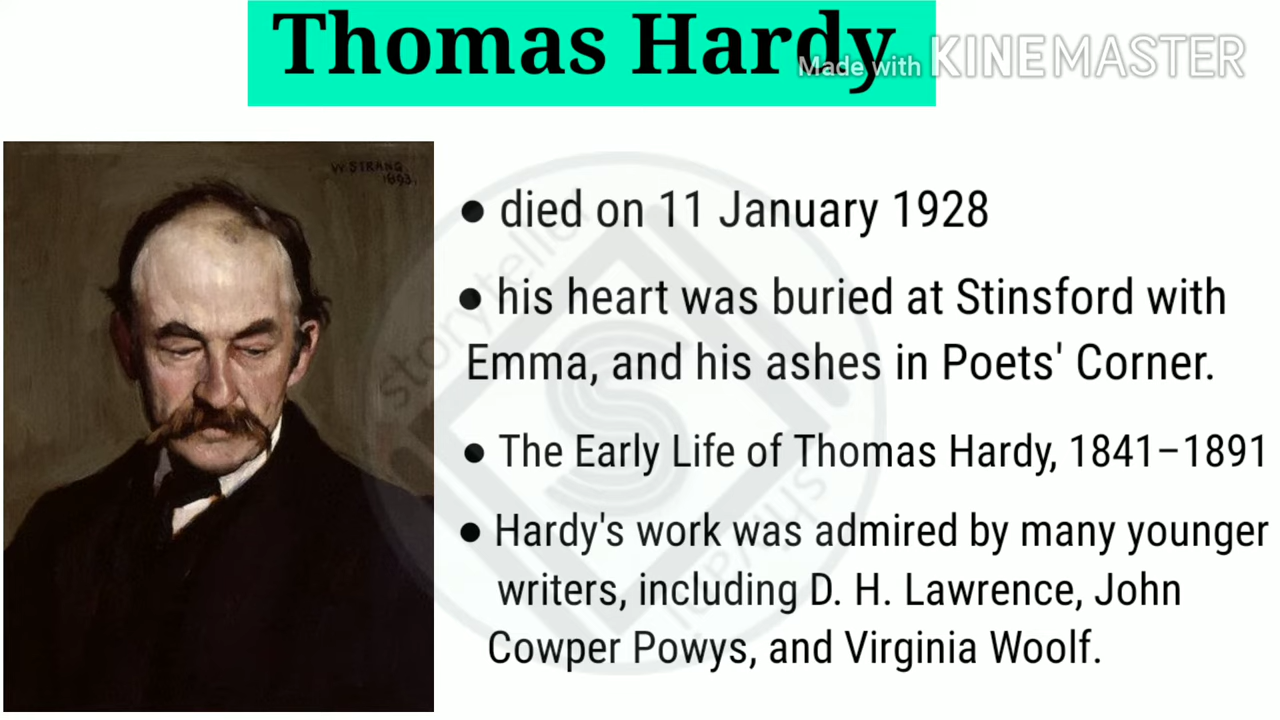 Thomas Hardy
Made with KINEMASTER
W·STRANG.
1893.
● died on 11 January 1928
● his heart was buried at Stinsford with
Emma, and his ashes in Poets' Corner.
● The Early Life of Thomas Hardy, 1841–1891
● Hardy's work was admired by many younger
writers, including D. H. Lawrence, John
Cowper Powys, and Virginia Woolf.